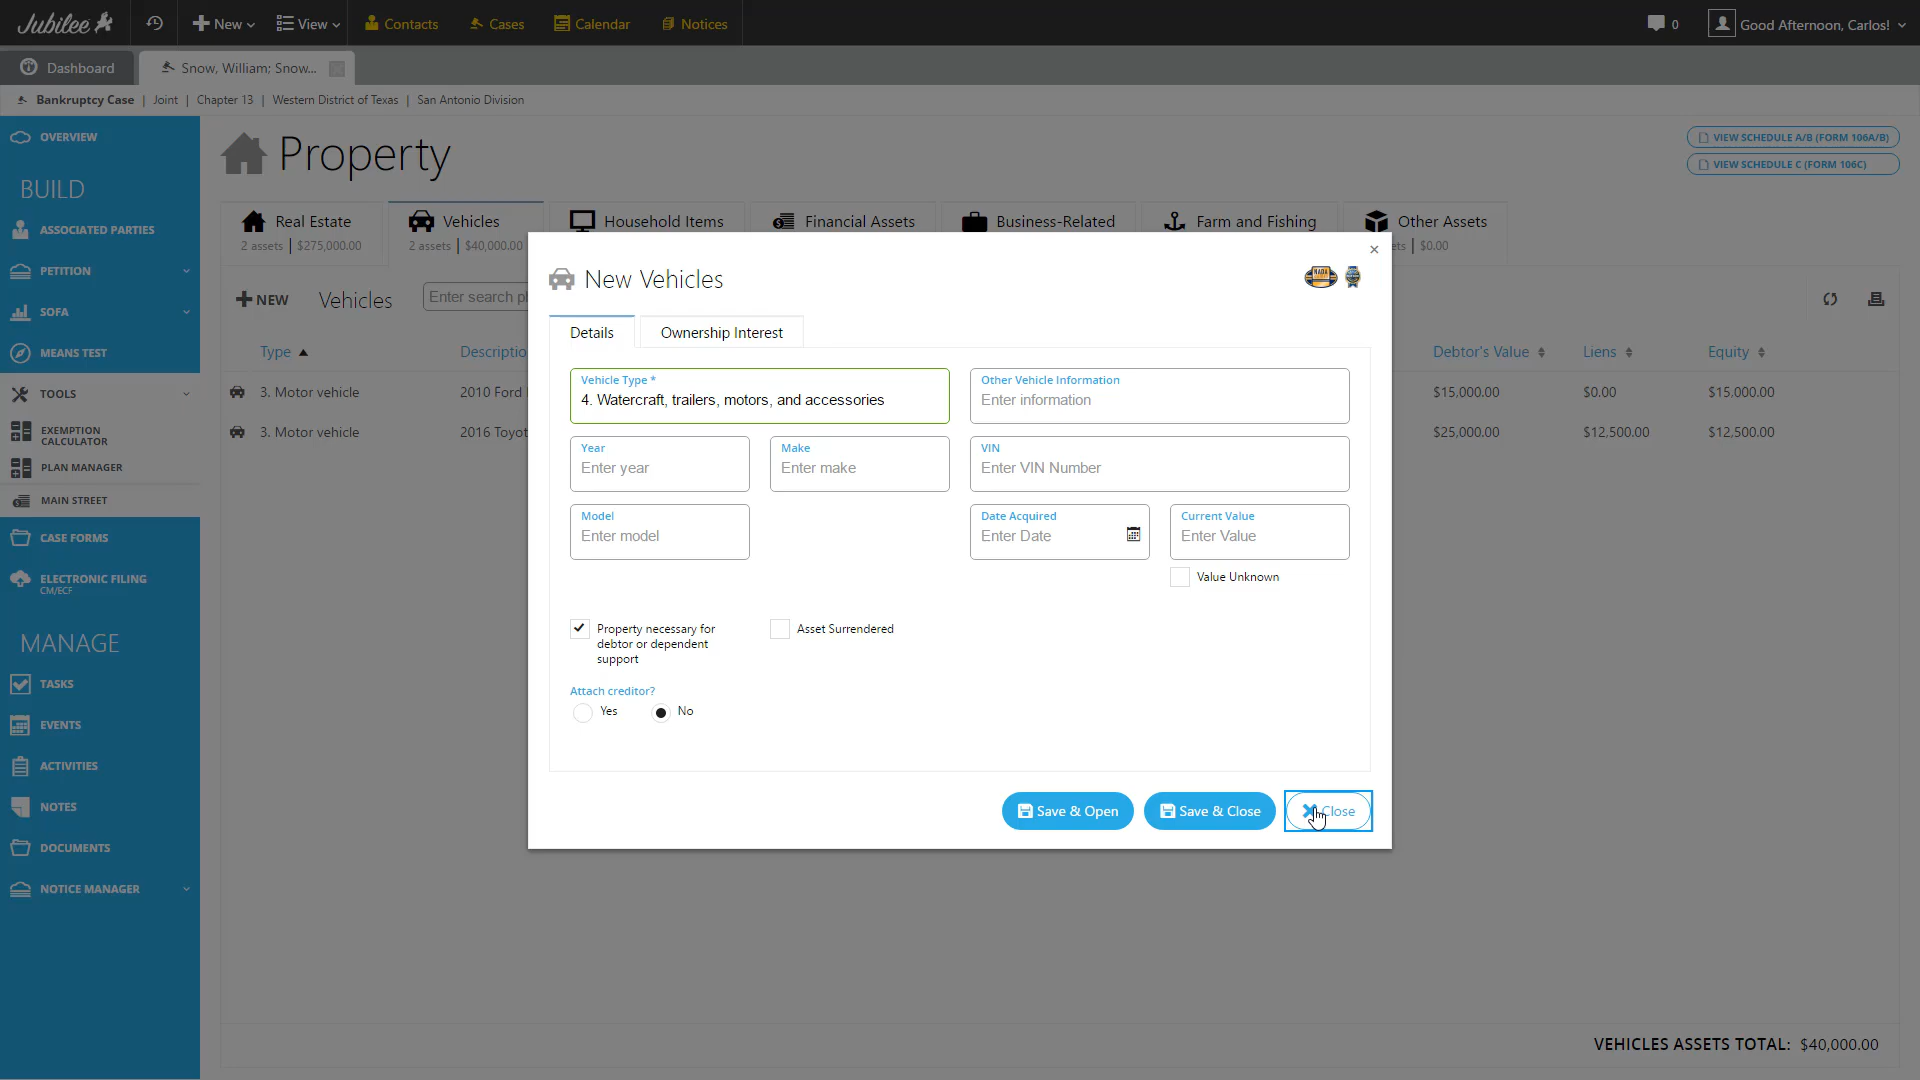 Jubilee
New
View
Contacts
Cases
Calendar
Notices
0
Good Afternoon, Carlos!
Dashboard
Snow, William; Snow...
Bankruptcy Case | Joint | Chapter 13 | Western District of Texas | San Antonio Division
OVERVIEW
BUILD
ASSOCIATED PARTIES
PETITION
SOFA
MEANS TEST
TOOLS
EXEMPTION
CALCULATOR
PLAN MANAGER
MAIN STREET
CASE FORMS
ELECTRONIC FILING
CM/ECF
MANAGE
TASKS
EVENTS
ACTIVITIES
NOTES
DOCUMENTS
NOTICE MANAGER
Property
VIEW SCHEDULE A/B (FORM 106A/B)
VIEW SCHEDULE C (FORM 106C)
Real Estate
2 assets | $275,000.00
Vehicles
2 assets | $40,000.00
Household Items
Financial Assets
Business-Related
Farm and Fishing
Other Assets
$0.00
NEW
Vehicles
Enter search
Type
Debtor's Value
Liens
Equity
3. Motor vehicle
2010 Ford
$15,000.00
$0.00
$15,000.00
3. Motor vehicle
$25,000.00
$12,500.00
$12,500.00
New Vehicles
NADA
Details
Ownership Interest
Vehicle Type *
4. Watercraft, trailers, motors, and accessories
Other Vehicle Information
Enter information
Year
Enter year
Make
Enter make
VIN
Enter VIN Number
Model
Enter model
Date Acquired
Enter Date
Current Value
Enter Value
Value Unknown
Property necessary for
debtor or dependent
support
Asset Surrendered
Attach creditor?
Yes
No
Save & Open
Save & Close
Close
VEHICLES ASSETS TOTAL: $40,000.00